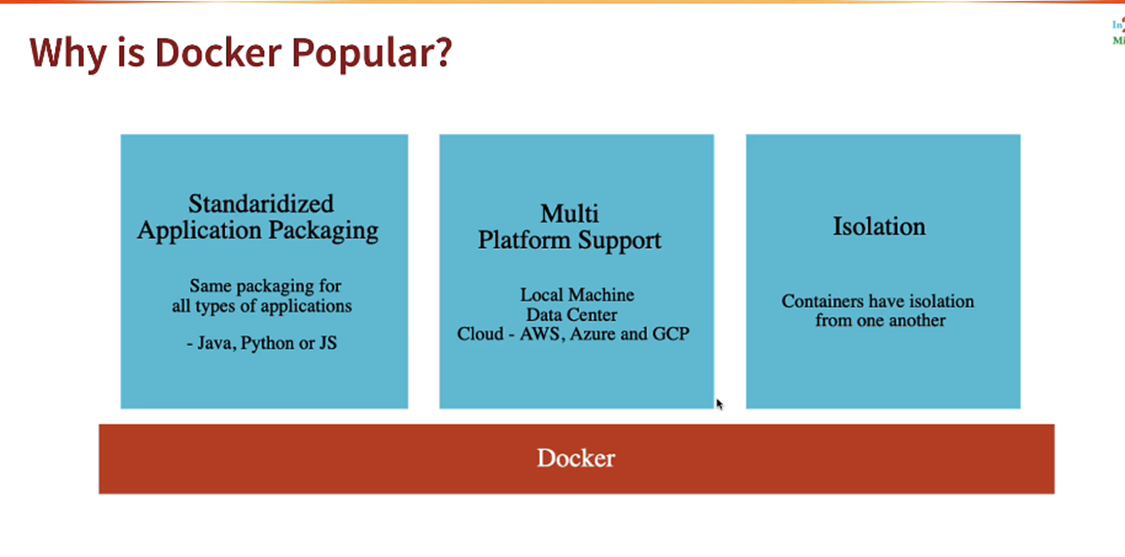 Why is Docker Popular?
In
Mi
Standaridized
Application Packaging
Same packaging for
all types of applications
- Java, Python or JS
Multi
Platform Support
Local Machine
Data Center
Cloud - AWS, Azure and GCP
Isolation
Containers have isolation
from one another
Docker